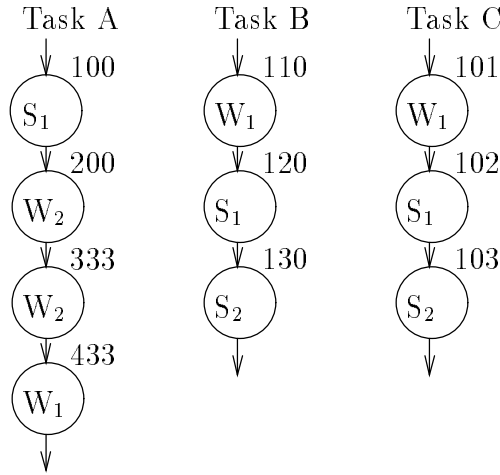 Task A Task B Task C
100 110 101
S₁ W₁ W₁
200 120 102
W₂ S₁ S₁
333 130 103
W₂ S₂ S₂
433
W₁